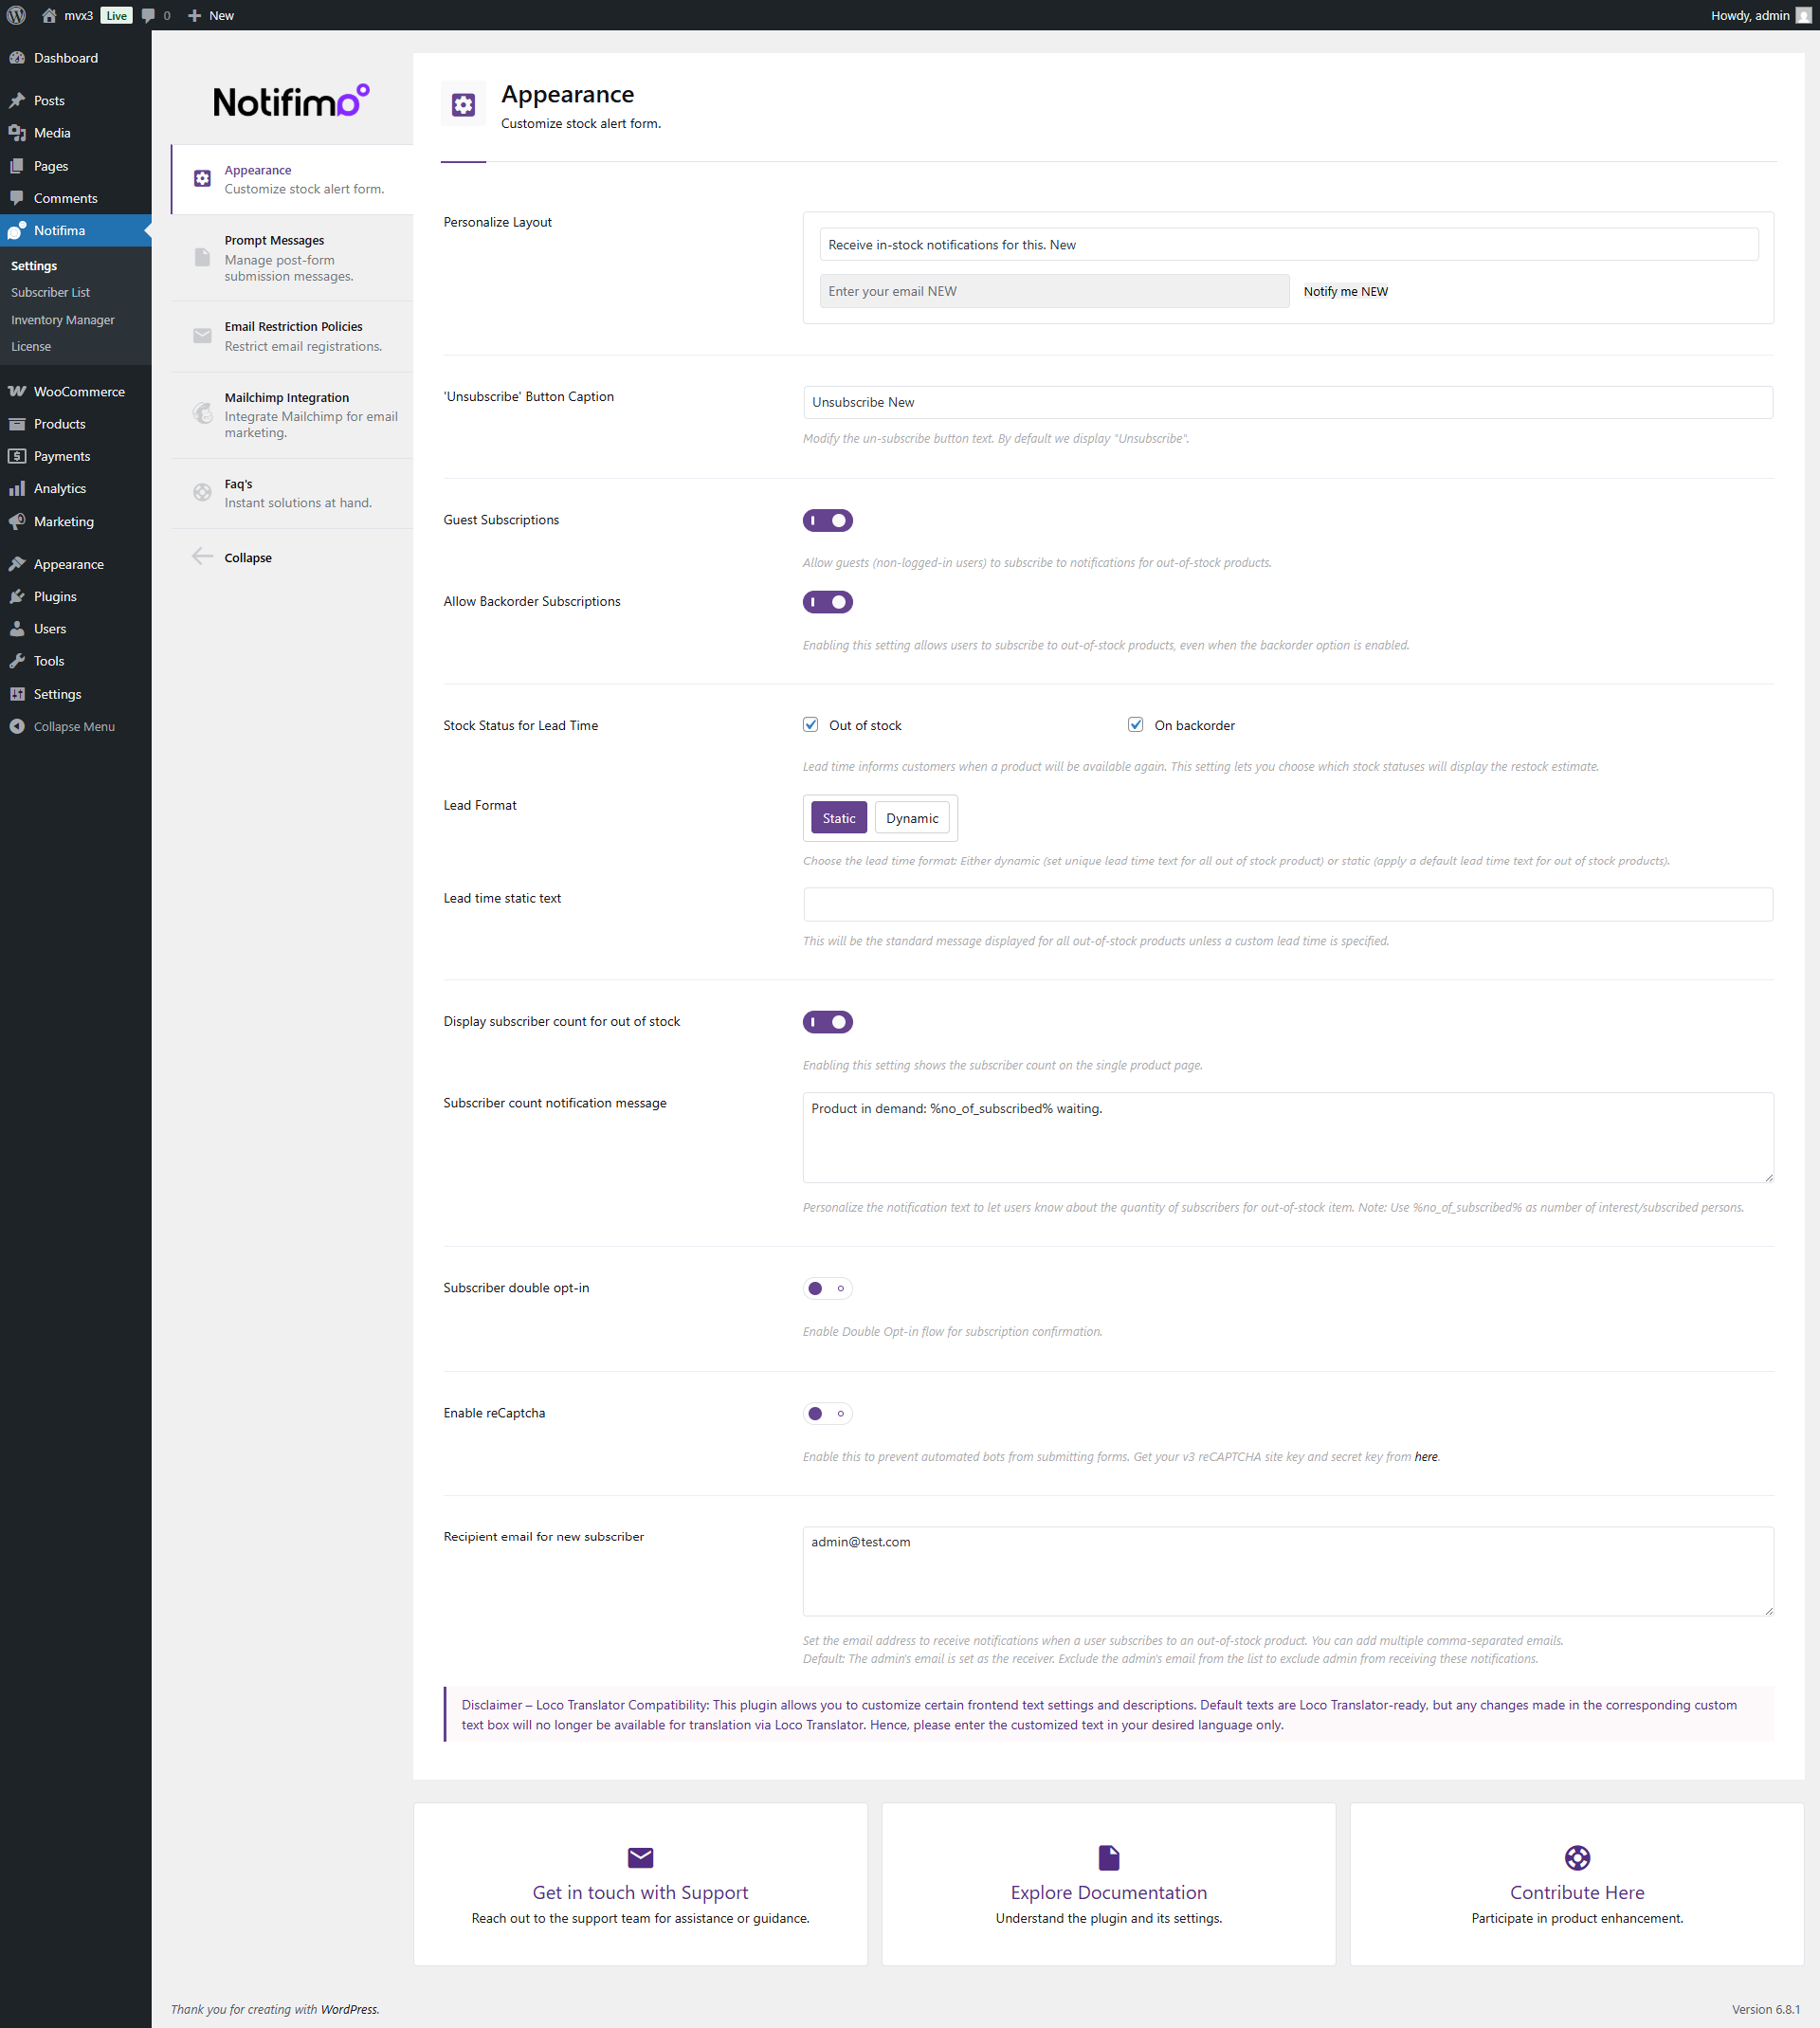 mvx3 Live 0 New
Howdy, admin
Dashboard
Posts
Media
Pages
Comments
Notifima
Settings
Subscriber List
Inventory Manager
License
WooCommerce
Products
Payments
Analytics
Marketing
Appearance
Plugins
Users
Tools
Settings
Collapse Menu
Notifima
Appearance
Customize stock alert form.
Prompt Messages
Manage post-form
submission messages.
Email Restriction Policies
Restrict email registrations.
Mailchimp Integration
Integrate Mailchimp for email
marketing.
Faq's
Instant solutions at hand.
Collapse
Appearance
Customize stock alert form.
Personalize Layout
Receive in-stock notifications for this. New
Enter your email NEW
Notify me NEW
'Unsubscribe' Button Caption
Unsubscribe New
Modify the un-subscribe button text. By default we display "Unsubscribe".
Guest Subscriptions
Allow guests (non-logged-in users) to subscribe to notifications for out-of-stock products.
Allow Backorder Subscriptions
Enabling this setting allows users to subscribe to out-of-stock products, even when the backorder option is enabled.
Stock Status for Lead Time
Out of stock
On backorder
Lead time informs customers when a product will be available again. This setting lets you choose which stock statuses will display the restock estimate.
Lead Format
Static
Dynamic
Choose the lead time format: Either dynamic (set unique lead time text for all out of stock product) or static (apply a default lead time text for out of stock products).
Lead time static text
This will be the standard message displayed for all out-of-stock products unless a custom lead time is specified.
Display subscriber count for out of stock
Enabling this setting shows the subscriber count on the single product page.
Subscriber count notification message
Product in demand: %no_of_subscribed% waiting.
Personalize the notification text to let users know about the quantity of subscribers for out-of-stock item. Note: Use %no_of_subscribed% as number of interest/subscribed persons.
Subscriber double opt-in
Enable Double Opt-in flow for subscription confirmation.
Enable reCaptcha
Enable this to prevent automated bots from submitting forms. Get your v3 reCAPTCHA site key and secret key from here.
Recipient email for new subscriber
admin@test.com
Set the email address to receive notifications when a user subscribes to an out-of-stock product. You can add multiple comma-separated emails.
Default: The admin's email is set as the receiver. Exclude the admin's email from the list to exclude admin from receiving these notifications.
Disclaimer – Loco Translator Compatibility: This plugin allows you to customize certain frontend text settings and descriptions. Default texts are Loco Translator-ready, but any changes made in the corresponding custom
text box will no longer be available for translation via Loco Translator. Hence, please enter the customized text in your desired language only.
Get in touch with Support
Reach out to the support team for assistance or guidance.
Explore Documentation
Understand the plugin and its settings.
Contribute Here
Participate in product enhancement.
Thank you for creating with WordPress.
Version 6.8.1